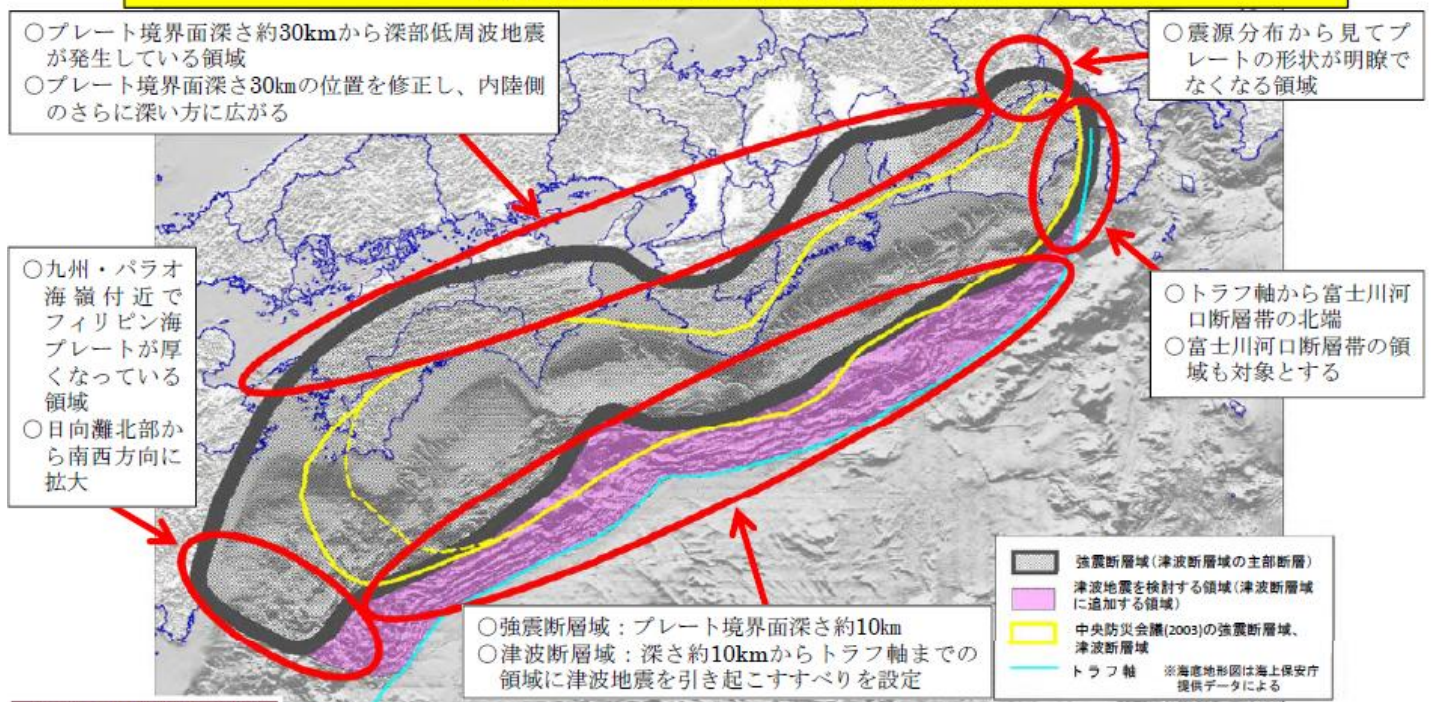 ○プレート境界面深さ約30kmから深部低周波地震
が発生している領域
○プレート境界面深さ30㎞の位置を修正し、内陸側
のさらに深い方に広がる
○震源分布から見てプ
レートの形状が明瞭で
なくなる領域
○九州・パラオ
海嶺付近で
フィリピン海
プレートが厚
くなっている
領域
○日向灘北部か
ら南西方向に
拡大
○トラフ軸から富士川河
口断層帯の北端
○富士川河口断層帯の領
域も対象とする
○強震断層域：プレート境界面深さ約10㎞
○津波断層域：深さ約10kmからトラフ軸までの
領域に津波地震を引き起こすすべりを設定
強震断層域(津波断層域の主部断層)
津波地震を検討する領域(津波断層域
に追加する領域)
中央防災会議(2003)の強震断層域、
津波断層域
トラフ軸 ※海底地形図は海上保安庁
提供データによる